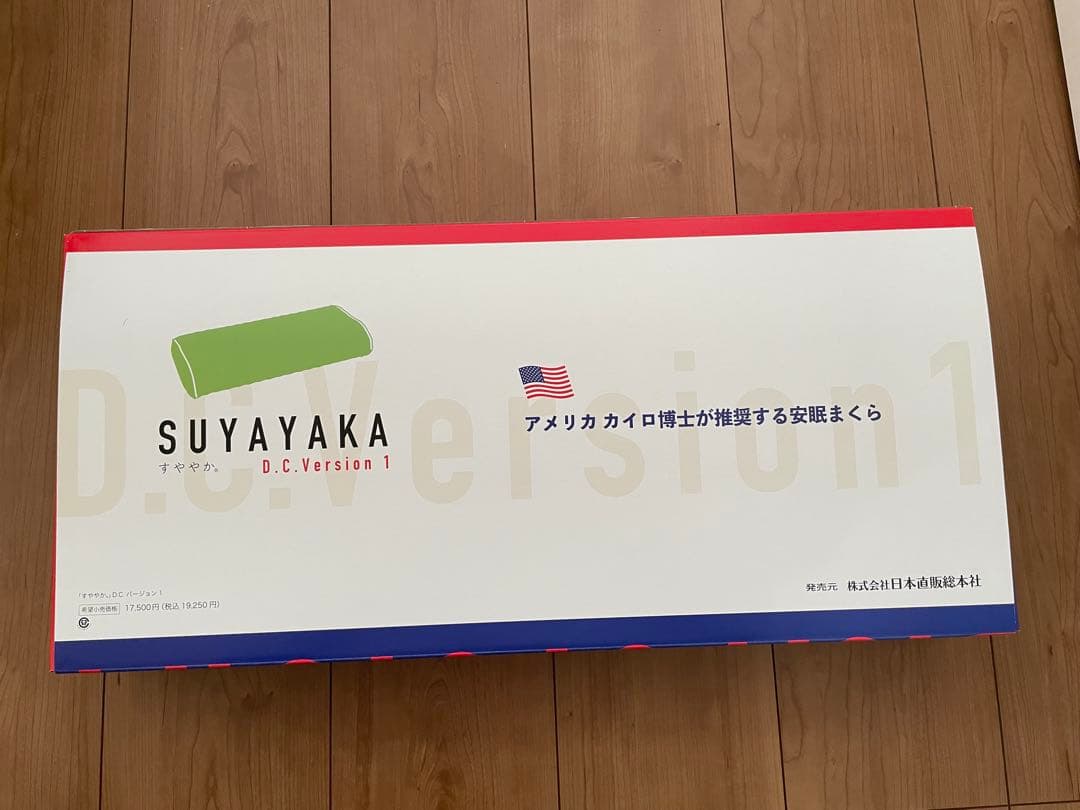 D.C.Version 1
SUYAYAKA
すややか。
D.C.Version 1
アメリカ カイロ博士が推奨する安眠まくら
「すややか。」D.C. バージョン 1
希望小売価格 17,500円(税込 19,250円)
発売元 株式会社日本直販総本社